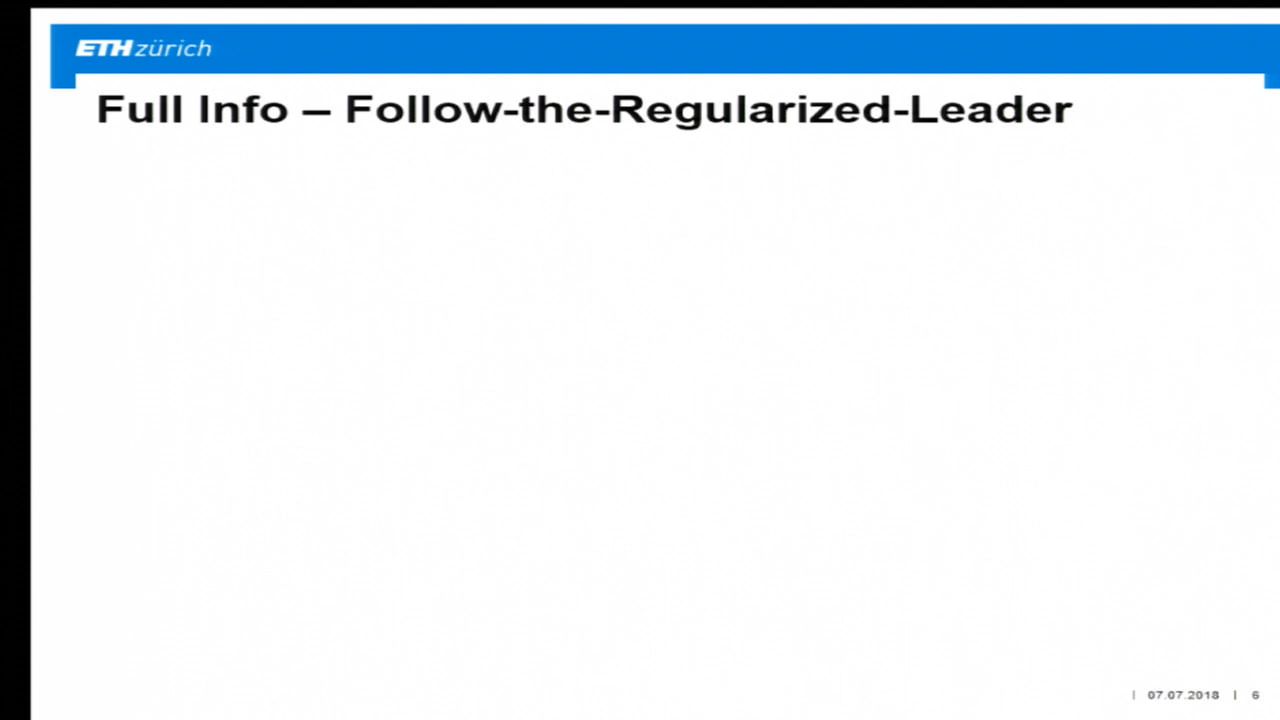 ETH zürich
Full Info – Follow-the-Regularized-Leader
| 07.07.2018 | 6